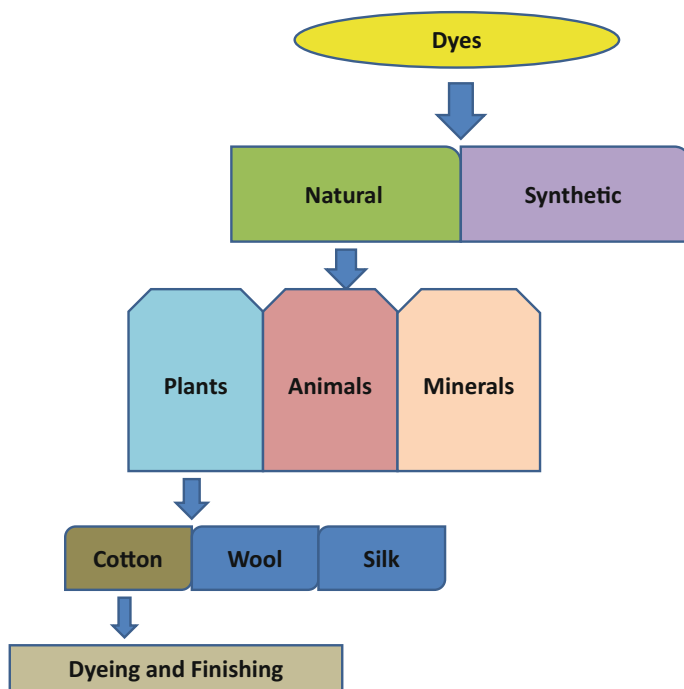 Dyes
Natural
Synthetic
Plants
Animals
Minerals
Cotton
Wool
Silk
Dyeing and Finishing